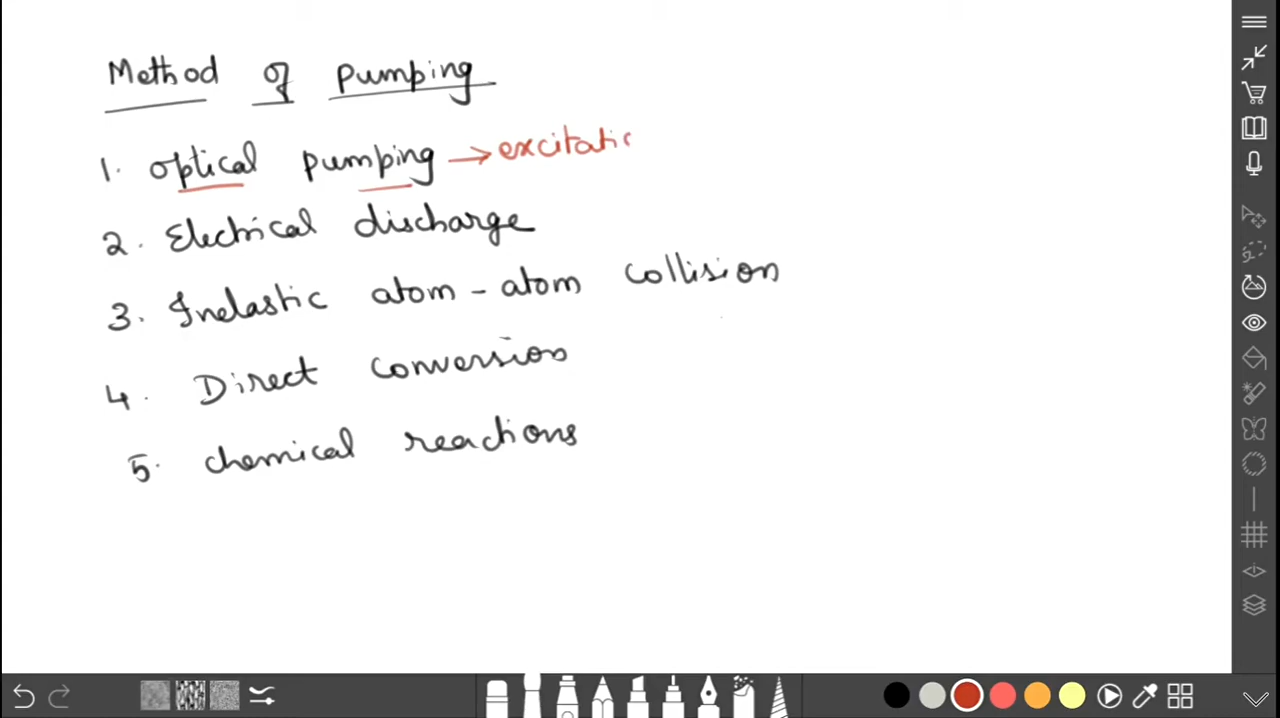 Method of pumping
1. optical pumping → excitatio
2. Electrical discharge
3. Inelastic atom - atom collision
4. Direct conversion
5. chemical reactions